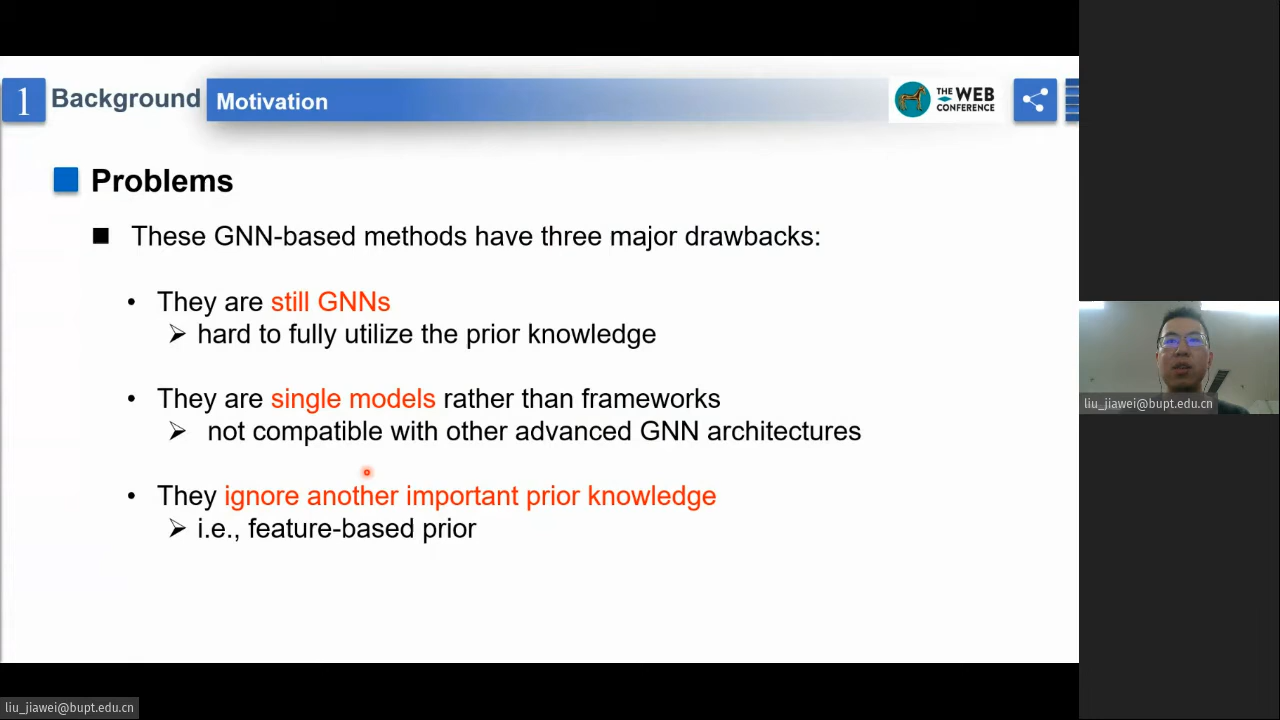 1 Background Motivation
THE WEB CONFERENCE
Problems
These GNN-based methods have three major drawbacks:
• They are still GNNs
hard to fully utilize the prior knowledge
• They are single models rather than frameworks
not compatible with other advanced GNN architectures
• They ignore another important prior knowledge
i.e., feature-based prior
liu_jiawei@bupt.edu.cn
liu_jiawei@bupt.edu.cn